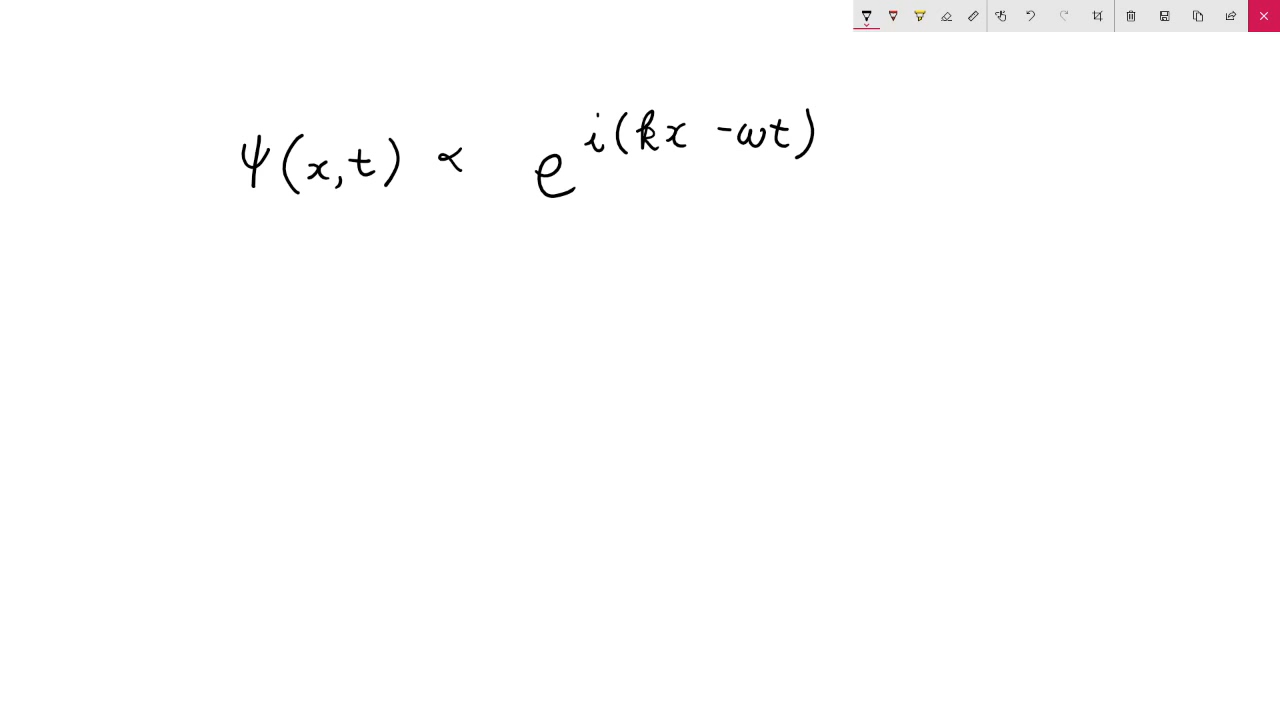 ψ(x,t) ∝ e^{i(kx - ωt)}